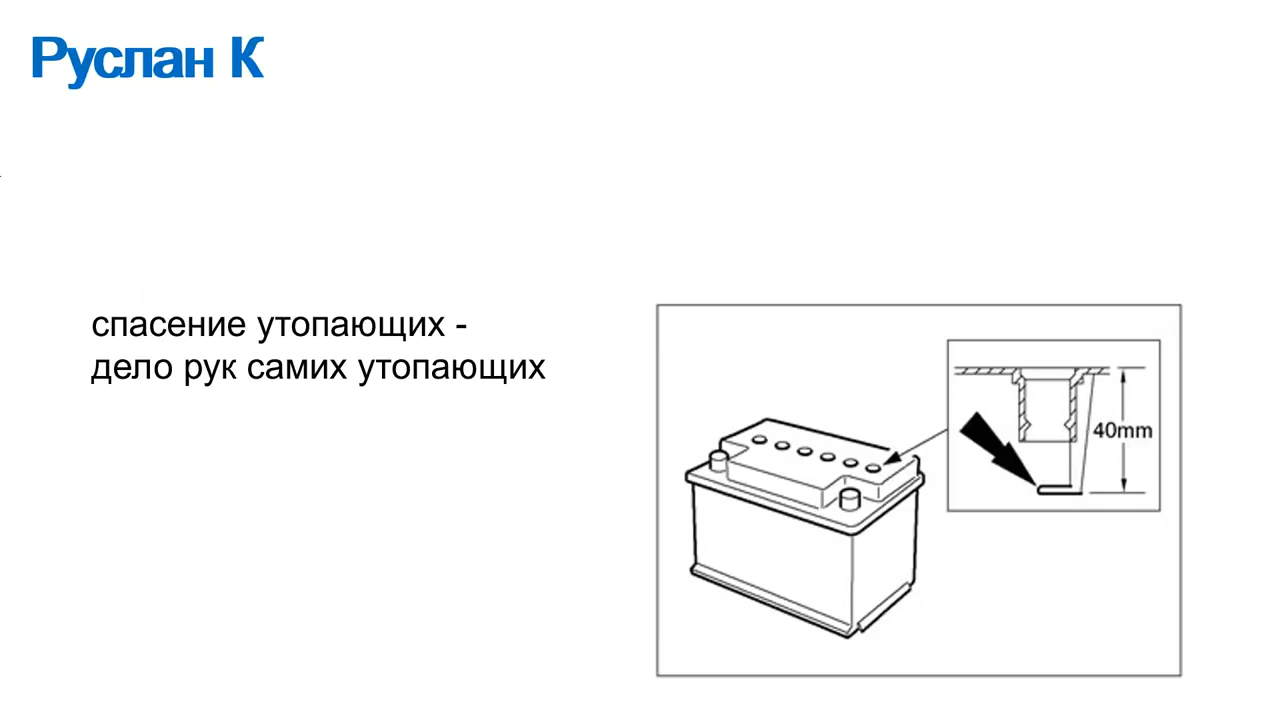 Руслан К
спасение утопающих -
дело рук самих утопающих
40mm